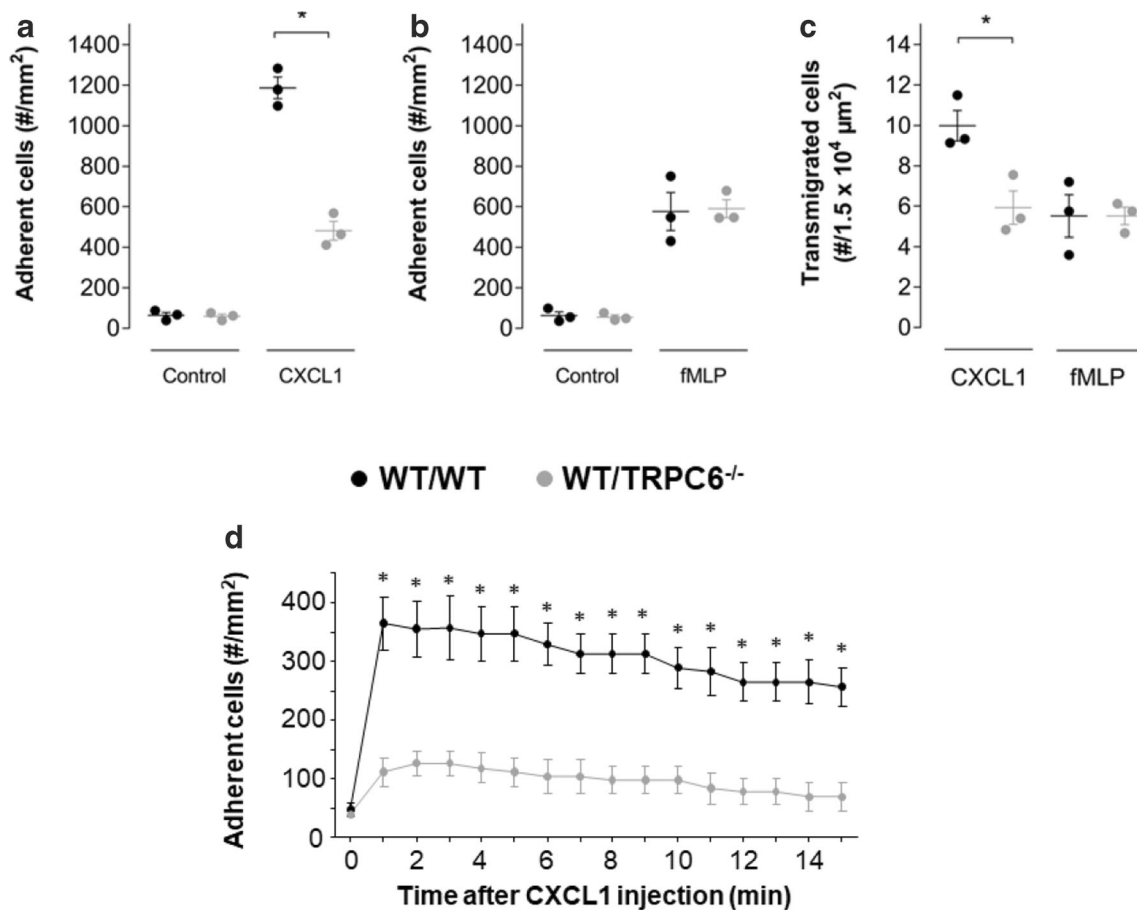 a
Adherent cells (#/mm²)
1400
1200
1000
800
600
400
200
0
*
Control
CXCL1
b
Adherent cells (#/mm²)
1400
1200
1000
800
600
400
200
0
Control
fMLP
c
Transmigrated cells
(#/1.5 x 10⁴ µm²)
14
12
10
8
6
4
2
0
*
CXCL1
fMLP
WT/WT
WT/TRPC6⁻/⁻
d
Adherent cells (#/mm²)
400
300
200
100
0
* * * * * * * * * * * * * * *
0 2 4 6 8 10 12 14
Time after CXCL1 injection (min)